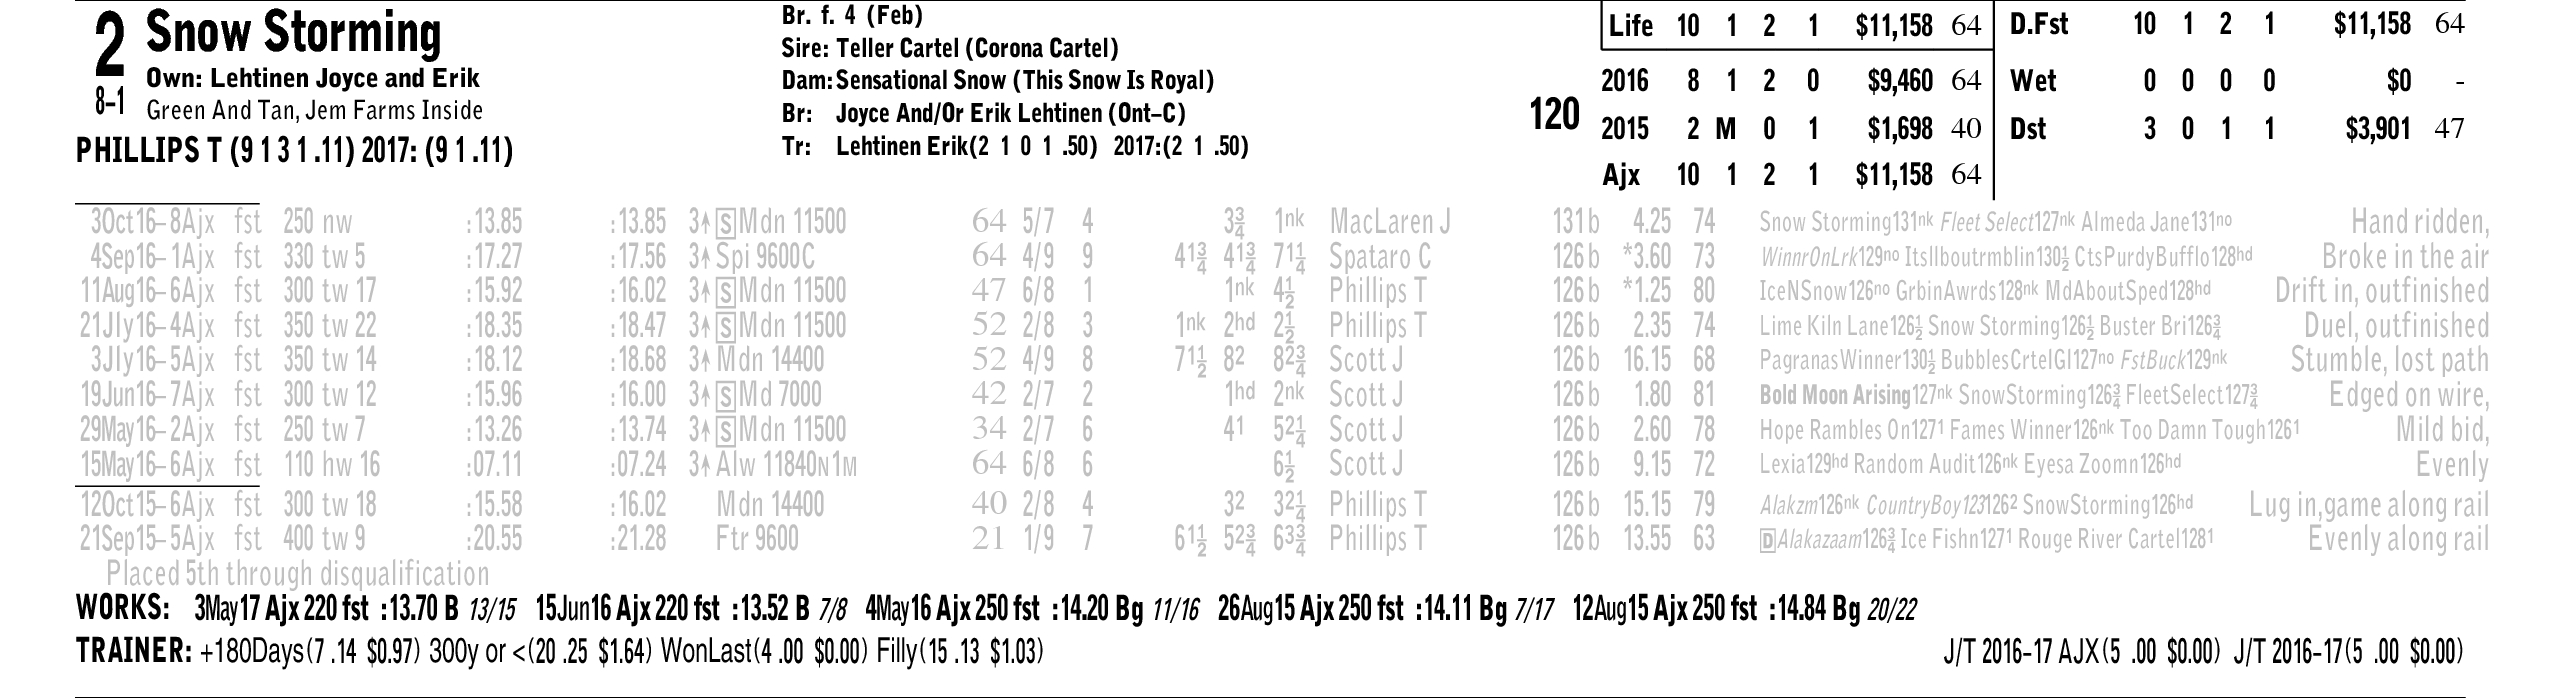 2 Snow Storming
Own: Lehtinen Joyce and Erik
8–1 Green And Tan, Jem Farms Inside
PHILLIPS T (9 1 3 1 .11) 2017: (9 1 .11)
Br. f. 4 (Feb)
Sire: Teller Cartel (Corona Cartel)
Dam: Sensational Snow (This Snow Is Royal)
Br: Joyce And/Or Erik Lehtinen (Ont–C)
Tr: Lehtinen Erik(2 1 0 1 .50) 2017:(2 1 .50)
120
Life 10 1 2 1 $11,158 64
2016 8 1 2 0 $9,460 64
2015 2 M 0 1 $1,698 40
Ajx 10 1 2 1 $11,158 64
D.Fst 10 1 2 1 $11,158 64
Wet 0 0 0 0 $0 -
Dst 3 0 1 1 $3,901 47
3Oct16–8Ajx fst 250 nw :13.85 :13.85 3↑ S Mdn 11500 64 5/7 4 3¾ 1nk MacLaren J 131 b 4.25 74 Snow Storming131nk Fleet Select127nk Almeda Jane131no Hand ridden,
4Sep16–1Ajx fst 330 tw 5 :17.27 :17.56 3↑ Spi 9600C 64 4/9 9 41¾ 41¾ 71¼ Spataro C 126 b *3.60 73 WinnrOnLrk129no ItsIlboutrmblin130½ CtsPurdyBufflo128hd Broke in the air
11Aug16–6Ajx fst 300 tw 17 :15.92 :16.02 3↑ S Mdn 11500 47 6/8 1 1nk 4½ Phillips T 126 b *1.25 80 IceNSnow126no GrbinAwrds128nk MdAboutSped128hd Drift in, outfinished
21Jly16–4Ajx fst 350 tw 22 :18.35 :18.47 3↑ S Mdn 11500 52 2/8 3 1nk 2hd 2½ Phillips T 126 b 2.35 74 Lime Kiln Lane126½ Snow Storming126½ Buster Bri126¾ Duel, outfinished
3Jly16–5Ajx fst 350 tw 14 :18.12 :18.68 3↑ Mdn 14400 52 4/9 8 71½ 82 82¾ Scott J 126 b 16.15 68 PagranasWinner130½ BubblesCrtelGl127no FstBuck129nk Stumble, lost path
19Jun16–7Ajx fst 300 tw 12 :15.96 :16.00 3↑ S Md 7000 42 2/7 2 1hd 2nk Scott J 126 b 1.80 81 Bold Moon Arising127nk SnowStorming126¾ FleetSelect127¾ Edged on wire,
29May16–2Ajx fst 250 tw 7 :13.26 :13.74 3↑ S Mdn 11500 34 2/7 6 41 52¼ Scott J 126 b 2.60 78 Hope Rambles On1271 Fames Winner126nk Too Damn Tough1261 Mild bid,
15May16–6Ajx fst 110 hw 16 :07.11 :07.24 3↑ Alw 11840N1M 64 6/8 6 6½ Scott J 126 b 9.15 72 Lexia129hd Random Audit126nk Eyesa Zoomn126hd Evenly
12Oct15–6Ajx fst 300 tw 18 :15.58 :16.02 Mdn 14400 40 2/8 4 32 32¼ Phillips T 126 b 15.15 79 Alakzm126nk CountryBoy1231262 SnowStorming126hd Lug in,game along rail
21Sep15–5Ajx fst 400 tw 9 :20.55 :21.28 Ftr 9600 21 1/9 7 61½ 52¾ 63¾ Phillips T 126 b 13.55 63 D Alakazaam126¾ Ice Fishn1271 Rouge River Cartel1281 Evenly along rail
Placed 5th through disqualification
WORKS: 3May17 Ajx 220 fst :13.70 B 13/15 15Jun16 Ajx 220 fst :13.52 B 7/8 4May16 Ajx 250 fst :14.20 Bg 11/16 26Aug15 Ajx 250 fst :14.11 Bg 7/17 12Aug15 Ajx 250 fst :14.84 Bg 20/22
TRAINER: +180Days(7 .14 $0.97) 300y or <(20 .25 $1.64) WonLast(4 .00 $0.00) Filly(15 .13 $1.03) J/T 2016-17 AJX(5 .00 $0.00) J/T 2016-17(5 .00 $0.00)